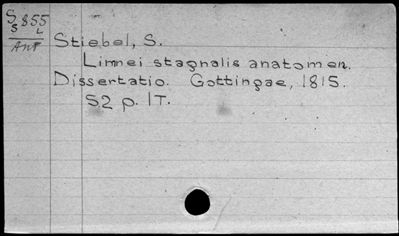 S 855
S L
Ant
Stiebel, S.
Limnei stagnalis anatomen.
Dissertatio. Gottingae, 1815.
52 p. 1T.